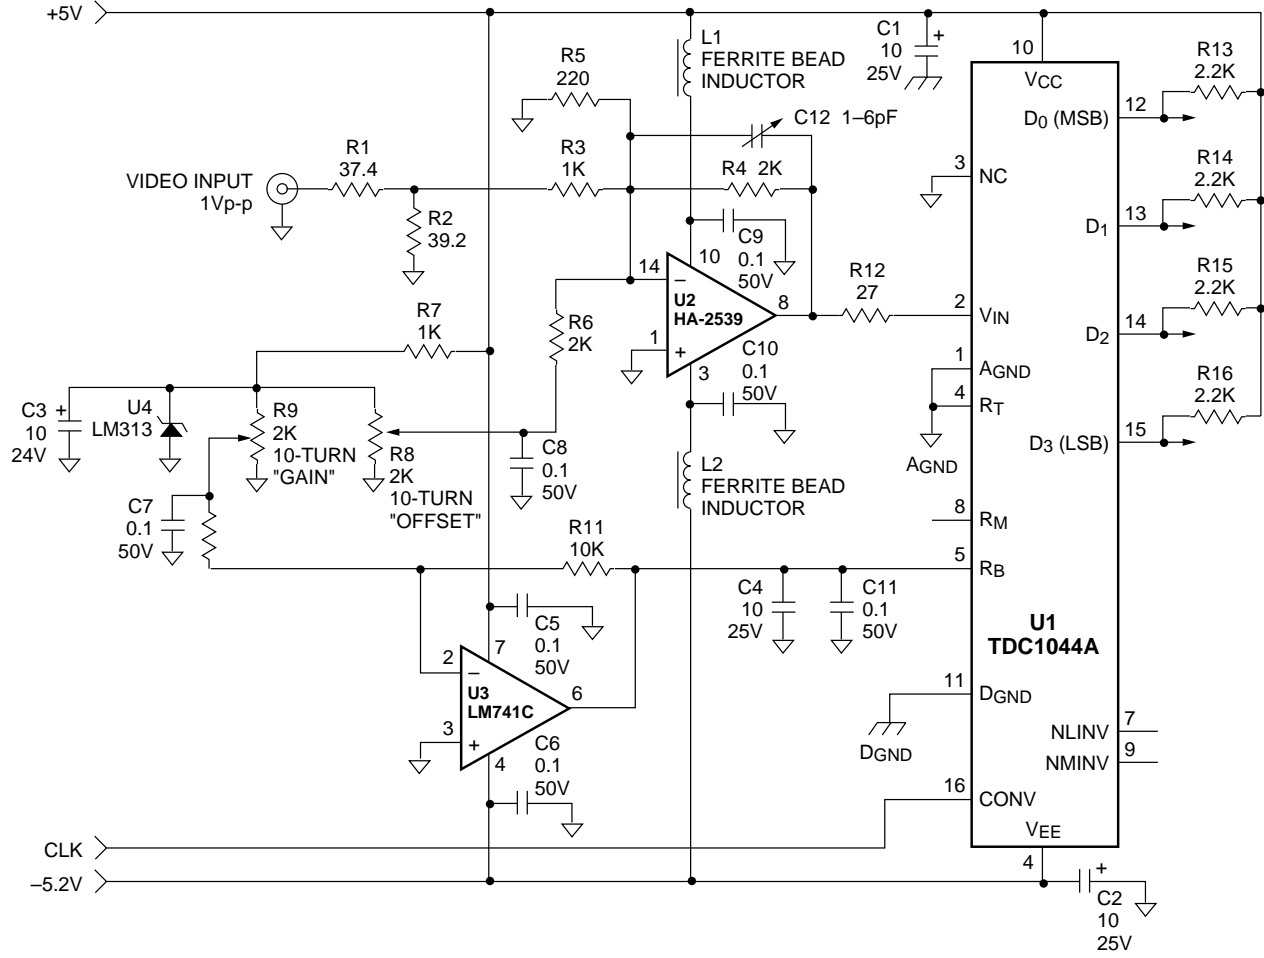 +5V
L1
FERRITE BEAD
INDUCTOR
C1
10
25V
+
10
VCC
R13
2.2K
12
D0 (MSB)
R5
220
C12 1–6pF
R1
37.4
R3
1K
R4 2K
3
NC
R14
2.2K
13
D1
VIDEO INPUT
1Vp-p
R2
39.2
C9
0.1
50V
10
14
–
U2
HA-2539
8
1
+
3
R12
27
2
VIN
R15
2.2K
14
D2
R7
1K
R6
2K
C10
0.1
50V
1
AGND
4
RT
AGND
R16
2.2K
15
D3 (LSB)
C3
10
24V
+
U4
LM313
R9
2K
10-TURN
"GAIN"
R8
2K
10-TURN
"OFFSET"
C8
0.1
50V
L2
FERRITE BEAD
INDUCTOR
C7
0.1
50V
R11
10K
8
RM
5
RB
C4
10
25V
C11
0.1
50V
C5
0.1
50V
U1
TDC1044A
7
2
–
U3
LM741C
6
3
+
4
C6
0.1
50V
11
DGND
DGND
7
NLINV
9
NMINV
16
CONV
VEE
4
CLK
–5.2V
+
C2
10
25V